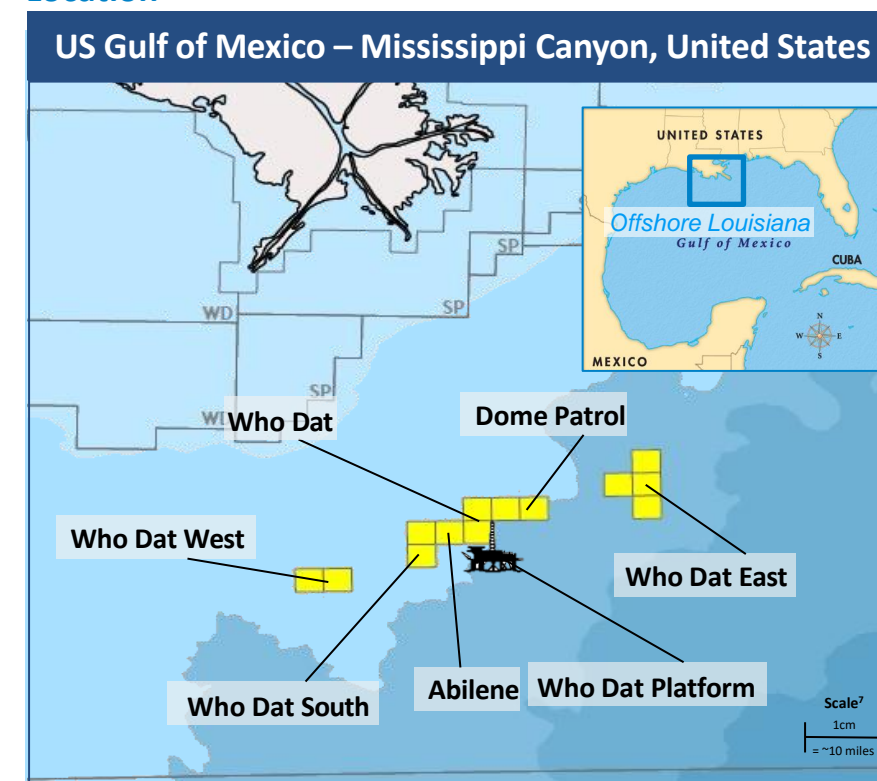 Location
US Gulf of Mexico – Mississippi Canyon, United States
UNITED STATES
Offshore Louisiana
Gulf of Mexico
CUBA
N
W E
S
MEXICO
SP
WD
SP
SP
WD
Who Dat
Dome Patrol
Who Dat West
Who Dat East
Who Dat South
Abilene
Who Dat Platform
Scale⁷
1cm
= ~10 miles